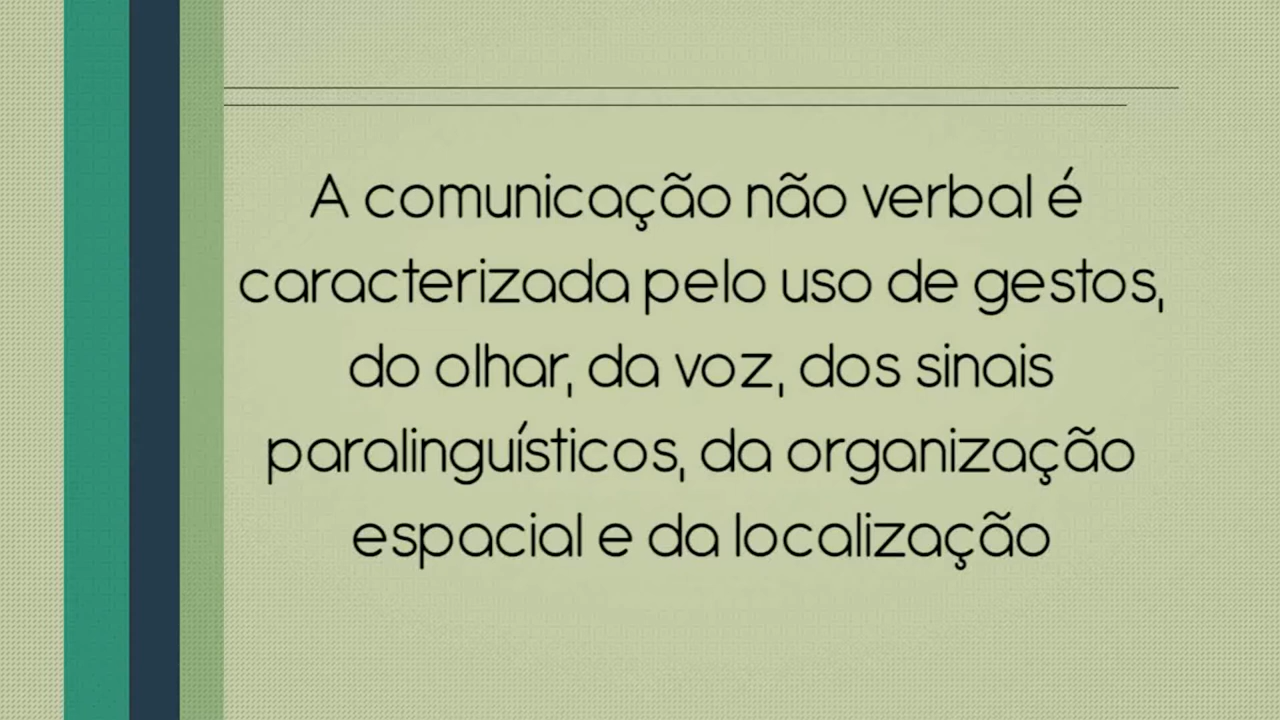 A comunicação não verbal é
caracterizada pelo uso de gestos,
do olhar, da voz, dos sinais
paralinguísticos, da organização
espacial e da localização